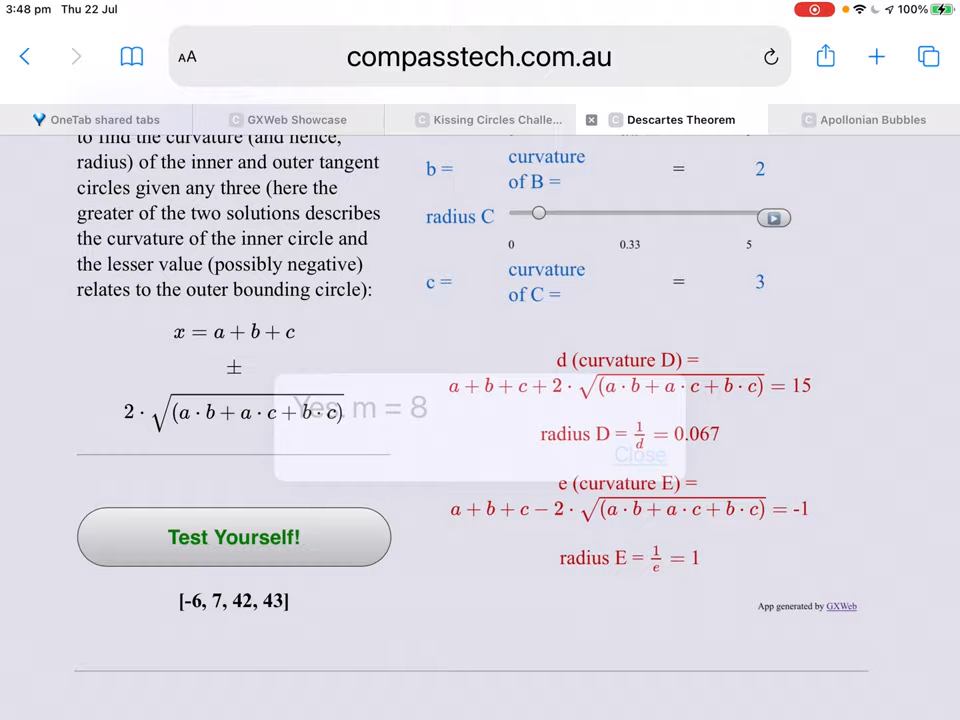 3:48 pm Thu 22 Jul
100%
AA
compasstech.com.au
OneTab shared tabs
C GXWeb Showcase
C Kissing Circles Challe...
C Descartes Theorem
C Apollonian Bubbles
to find the curvature (and hence,
radius) of the inner and outer tangent
circles given any three (here the
greater of the two solutions describes
the curvature of the inner circle and
the lesser value (possibly negative)
relates to the outer bounding circle):
x = a + b + c
±
2 · √(a · b + a · c + b · c)
Test Yourself!
[-6, 7, 42, 43]
b =
curvature
of B =
=
2
radius C
0
0.33
5
c =
curvature
of C =
=
3
d (curvature D) =
a + b + c + 2 · √(a · b + a · c + b · c) = 15
radius D = 1/d = 0.067
e (curvature E) =
a + b + c − 2 · √(a · b + a · c + b · c) = -1
radius E = 1/e = 1
App generated by GXWeb
Yes. m = 8
Close